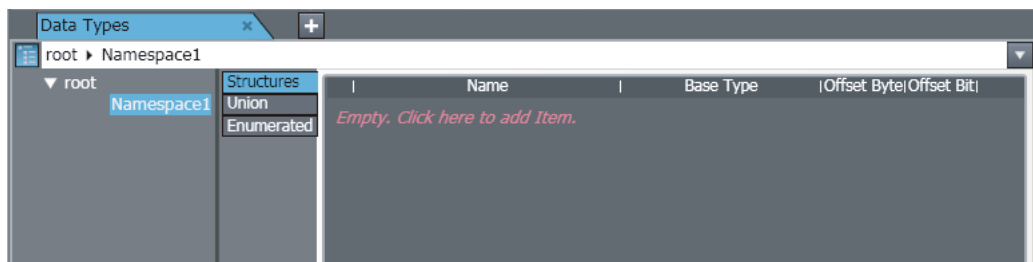 Data Types × +
root ▸ Namespace1
▼ root
Namespace1
Structures
Union
Enumerated
Name | Base Type |Offset Byte|Offset Bit|
Empty. Click here to add Item.